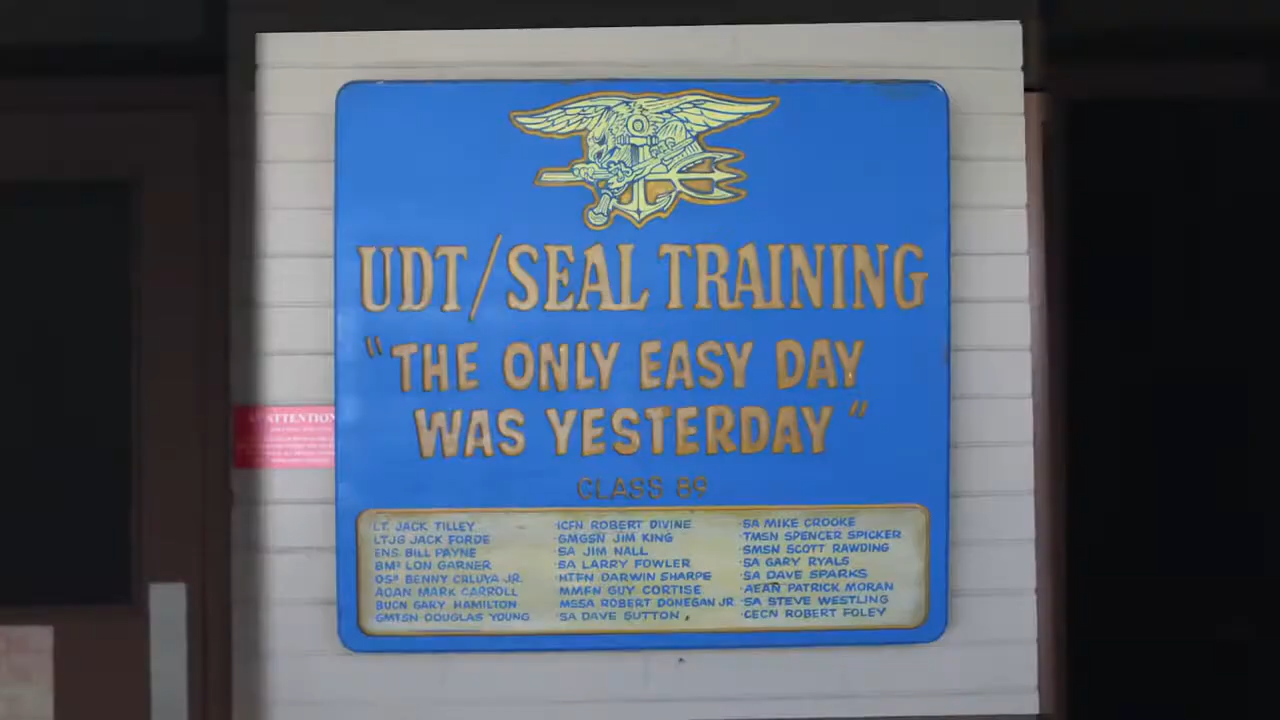 UDT/SEAL TRAINING
"THE ONLY EASY DAY
WAS YESTERDAY"
CLASS 89
LT. JACK TILLEY
LTJG JACK FORDE
ENS BILL PAYNE
BM² LON GARNER
OS³ BENNY CALUYA JR.
AOAN MARK CARROLL
BUCN GARY HAMILTON
GMTSN DOUGLAS YOUNG
ICFN ROBERT DIVINE
GMGSN JIM KING
SA JIM NALL
SA LARRY FOWLER
HTFN DARWIN SHARPE
MMFN GUY CORTISE
MSSA ROBERT DONEGAN JR
SA DAVE SUTTON
SA MIKE CROOKE
TMSN SPENCER SPICKER
SMSN SCOTT RAWDING
SA GARY RYALS
SA DAVE SPARKS
AEAN PATRICK MORAN
SA STEVE WESTLING
CECN ROBERT FOLEY
ATTENTION